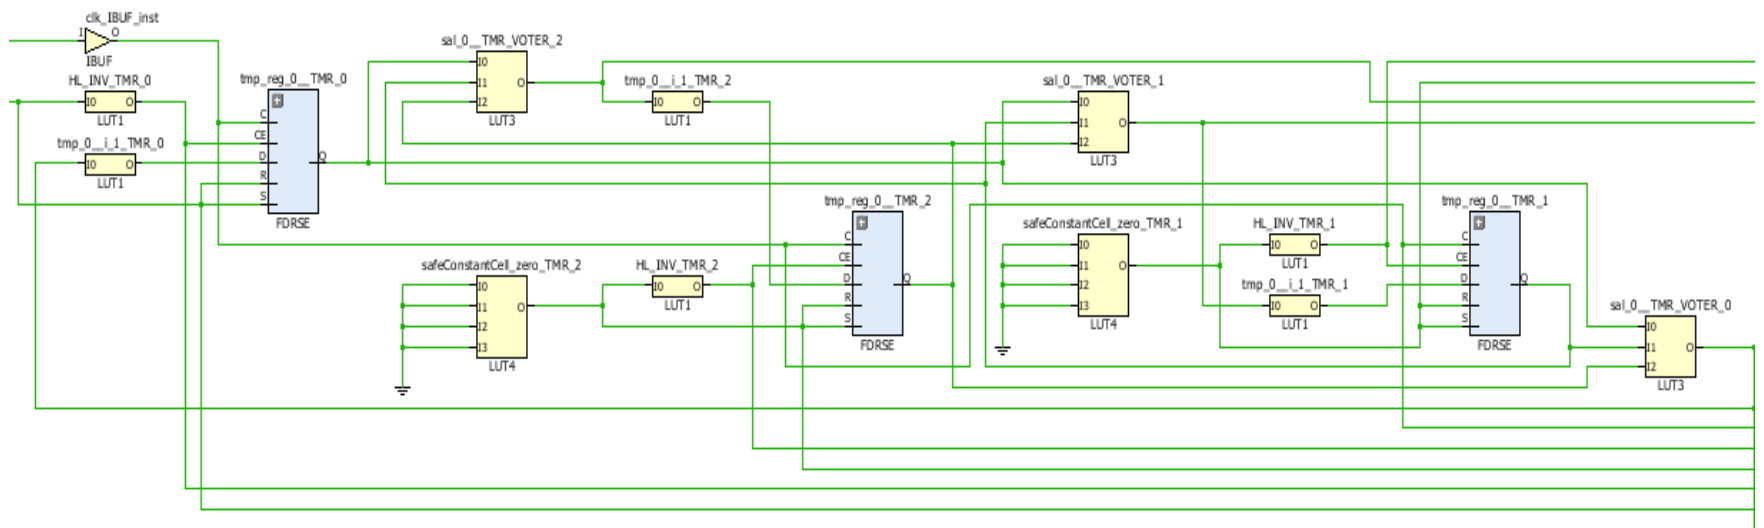 clk_IBUF_inst
I
O
IBUF
HL_INV_TMR_0
I0
O
LUT1
tmp_0__i_1_TMR_0
I0
O
LUT1
tmp_reg_0__TMR_0
C
CE
D
R
S
Q
FDRSE
sal_0__TMR_VOTER_2
I0
I1
I2
O
LUT3
tmp_0__i_1_TMR_2
I0
O
LUT1
sal_0__TMR_VOTER_1
I0
I1
I2
O
LUT3
safeConstantCell_zero_TMR_2
I0
I1
I2
I3
O
LUT4
HL_INV_TMR_2
I0
O
LUT1
tmp_reg_0__TMR_2
C
CE
D
R
S
Q
FDRSE
safeConstantCell_zero_TMR_1
I0
I1
I2
I3
O
LUT4
HL_INV_TMR_1
I0
O
LUT1
tmp_0__i_1_TMR_1
I0
O
LUT1
tmp_reg_0__TMR_1
C
CE
D
R
S
Q
FDRSE
sal_0__TMR_VOTER_0
I0
I1
I2
O
LUT3